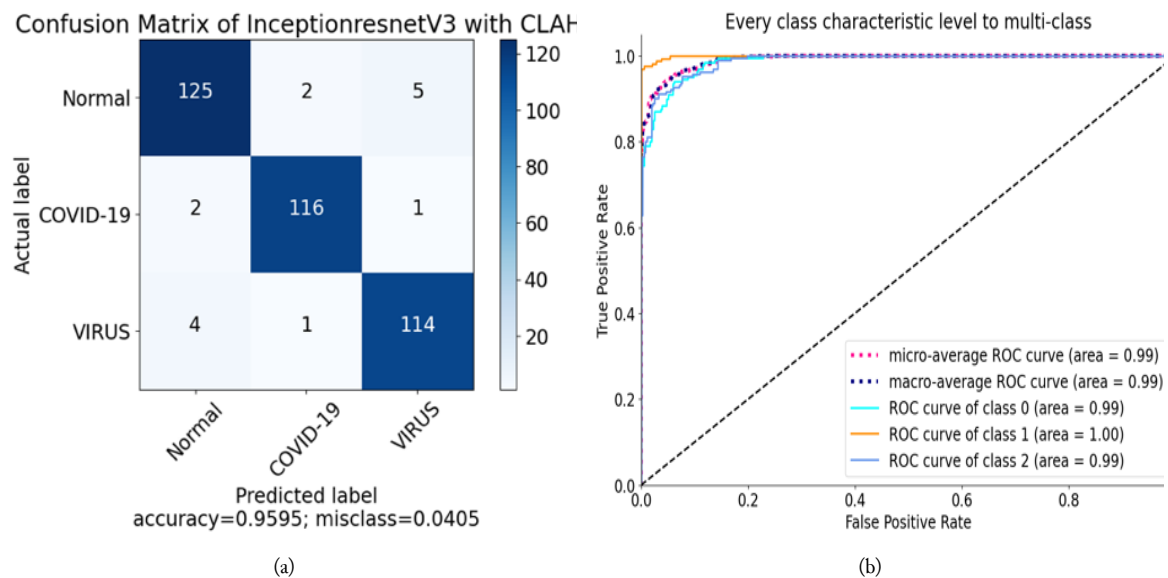 Confusion Matrix of InceptionresnetV3 with CLAH
Actual label
Normal
COVID-19
VIRUS
125 2 5
2 116 1
4 1 114
Normal
COVID-19
VIRUS
Predicted label
accuracy=0.9595; misclass=0.0405
120
100
80
60
40
20
(a)
Every class characteristic level to multi-class
True Positive Rate
1.0
0.8
0.6
0.4
0.2
0.0
micro-average ROC curve (area = 0.99)
macro-average ROC curve (area = 0.99)
ROC curve of class 0 (area = 0.99)
ROC curve of class 1 (area = 1.00)
ROC curve of class 2 (area = 0.99)
0.0 0.2 0.4 0.6 0.8
False Positive Rate
(b)